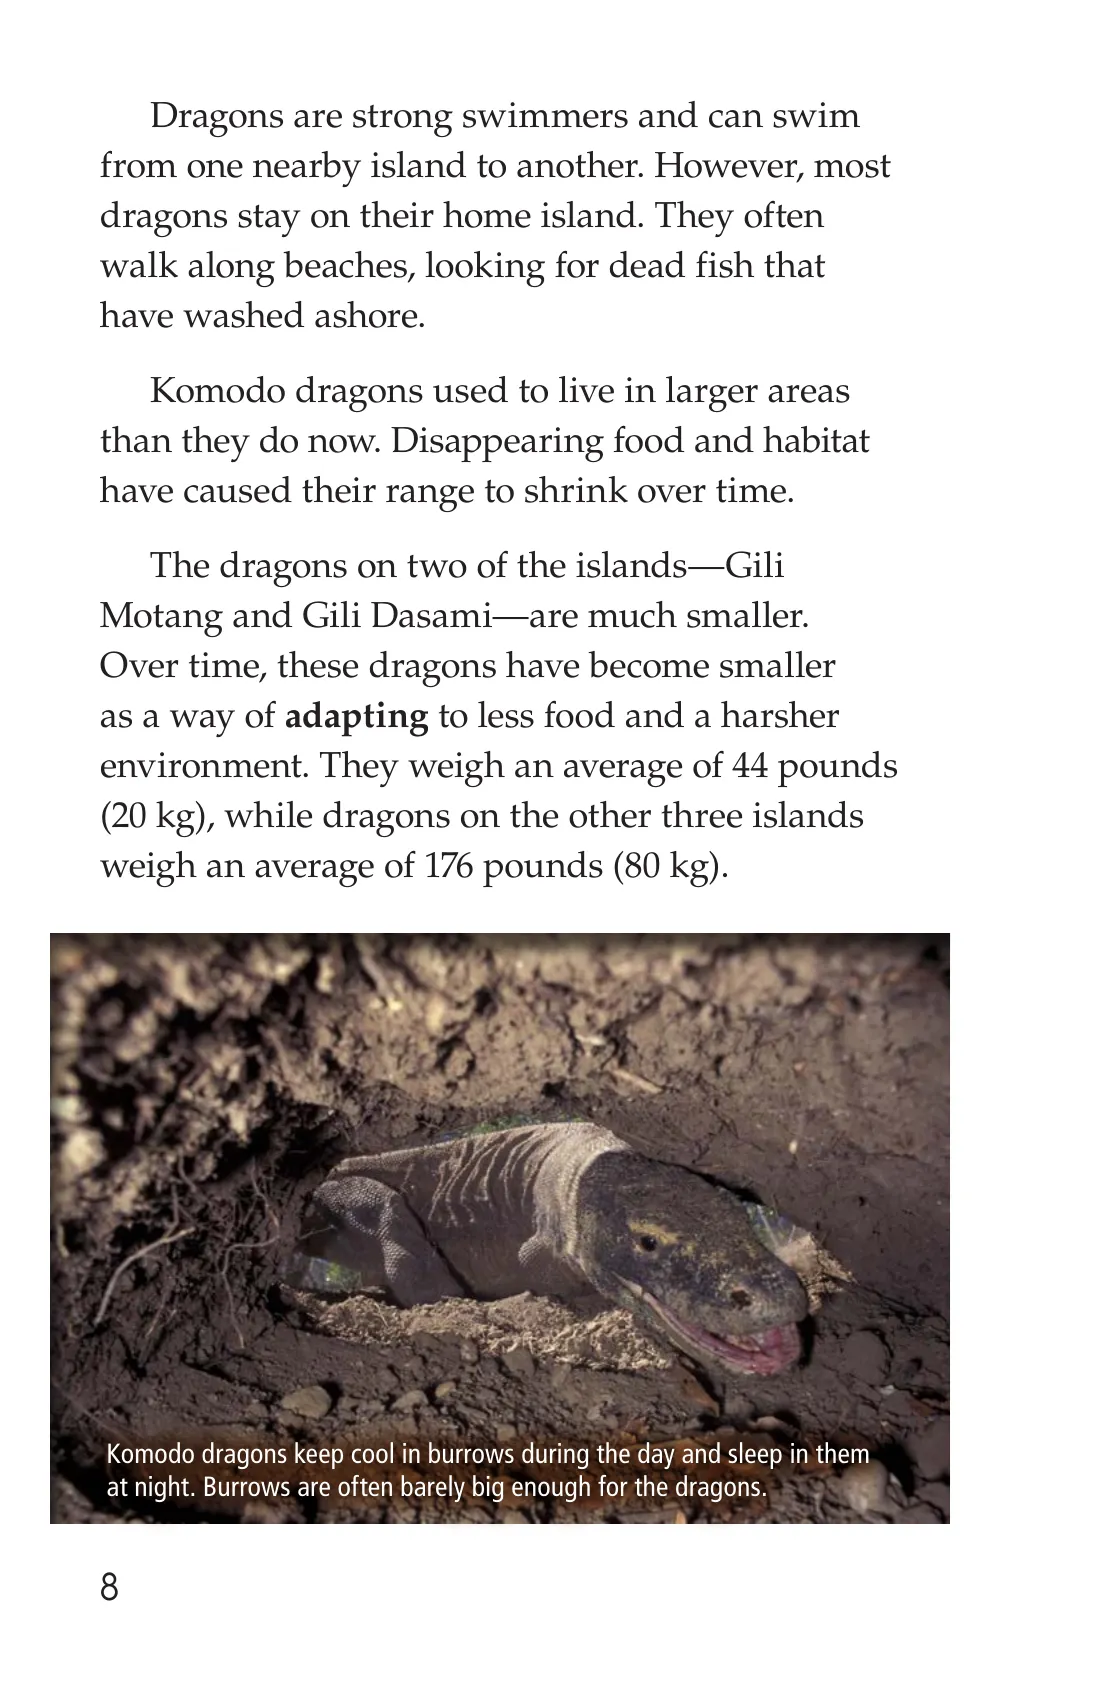 Dragons are strong swimmers and can swim
from one nearby island to another. However, most
dragons stay on their home island. They often
walk along beaches, looking for dead fish that
have washed ashore.
Komodo dragons used to live in larger areas
than they do now. Disappearing food and habitat
have caused their range to shrink over time.
The dragons on two of the islands—Gili
Motang and Gili Dasami—are much smaller.
Over time, these dragons have become smaller
as a way of adapting to less food and a harsher
environment. They weigh an average of 44 pounds
(20 kg), while dragons on the other three islands
weigh an average of 176 pounds (80 kg).
Komodo dragons keep cool in burrows during the day and sleep in them
at night. Burrows are often barely big enough for the dragons.
8